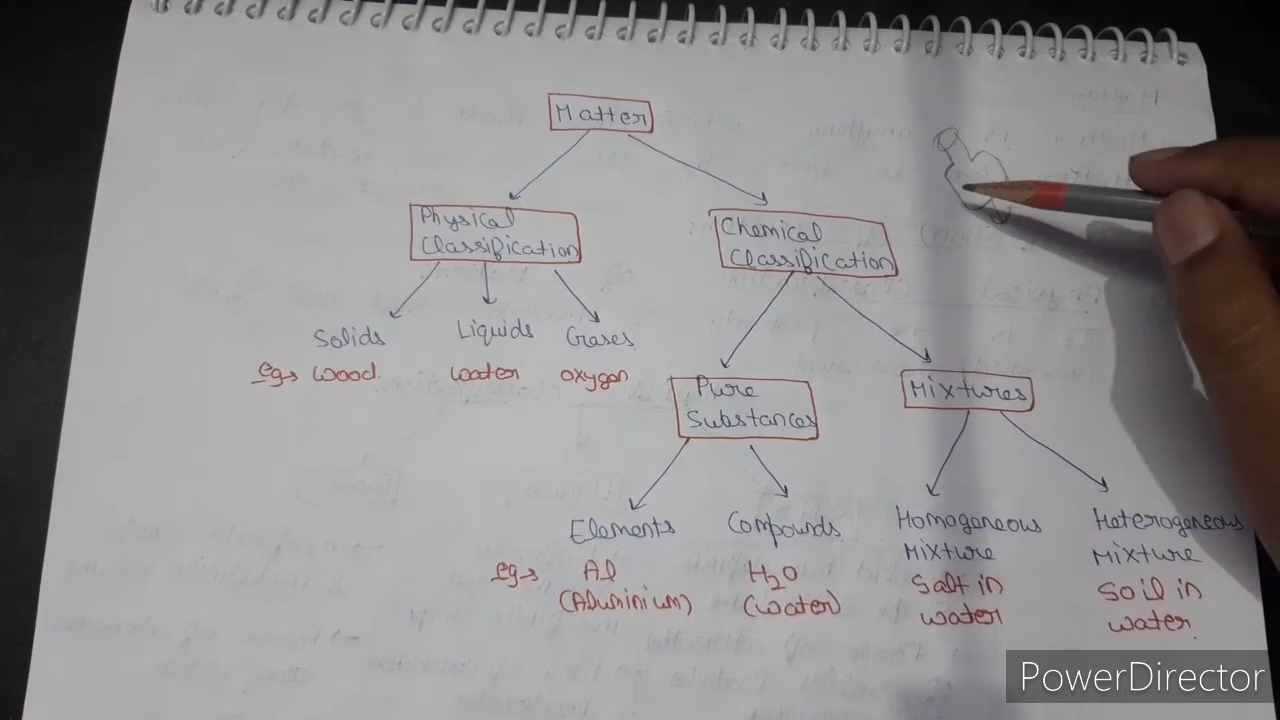 Matter
Physical
Classification
Chemical
Classification
Solids
Liquids
Gases
eg→ wood
water
oxygen
Pure
Substances
Mixtures
Elements
Compounds
Homogeneous
Mixture
Heterogeneous
Mixture
eg→ Al
(Aluminium)
H2O
(water)
Salt in
water
Soil in
water
PowerDirector